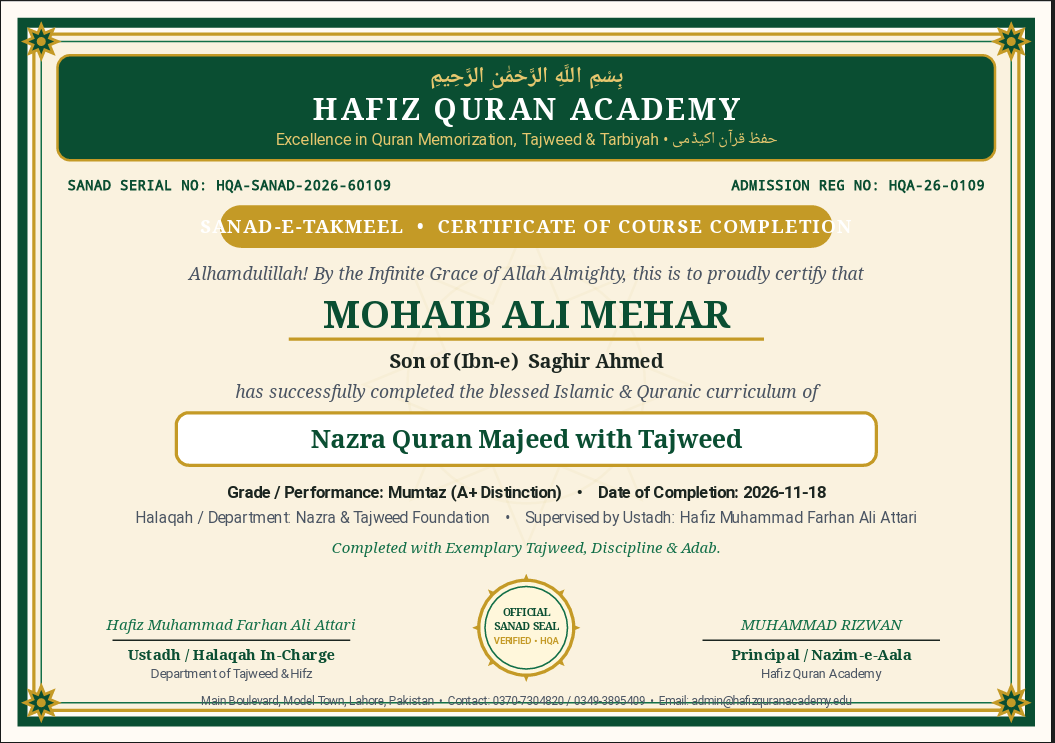 بِسْمِ اللَّهِ الرَّحْمَٰنِ الرَّحِيمِ
HAFIZ QURAN ACADEMY
Excellence in Quran Memorization, Tajweed & Tarbiyah • حفظ قرآن اکیڈمی
SANAD SERIAL NO: HQA-SANAD-2026-60109
ADMISSION REG NO: HQA-26-0109
SANAD-E-TAKMEEL • CERTIFICATE OF COURSE COMPLETION
Alhamdulillah! By the Infinite Grace of Allah Almighty, this is to proudly certify that
MOHAIB ALI MEHAR
Son of (Ibn-e) Saghir Ahmed
has successfully completed the blessed Islamic & Quranic curriculum of
Nazra Quran Majeed with Tajweed
Grade / Performance: Mumtaz (A+ Distinction) • Date of Completion: 2026-11-18
Halaqah / Department: Nazra & Tajweed Foundation • Supervised by Ustadh: Hafiz Muhammad Farhan Ali Attari
Completed with Exemplary Tajweed, Discipline & Adab.
Hafiz Muhammad Farhan Ali Attari
Ustadh / Halaqah In-Charge
Department of Tajweed & Hifz
OFFICIAL
SANAD SEAL
VERIFIED • HQA
MUHAMMAD RIZWAN
Principal / Nazim-e-Aala
Hafiz Quran Academy
Main Boulevard, Model Town, Lahore, Pakistan • Contact: 0370-7304820 / 0349-3895409 • Email: admin@hafizquranacademy.edu